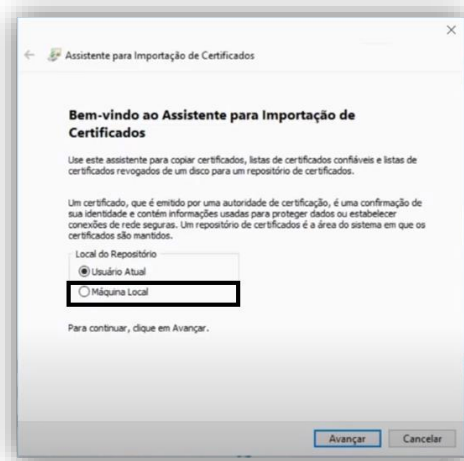 Assistente para Importação de Certificados
Bem-vindo ao Assistente para Importação de
Certificados
Use este assistente para copiar certificados, listas de certificados confiáveis e listas de
certificados revogados de um disco para um repositório de certificados.
Um certificado, que é emitido por uma autoridade de certificação, é uma confirmação de
sua identidade e contém informações usadas para proteger dados ou estabelecer
conexões de rede seguras. Um repositório de certificados é a área do sistema em que os
certificados são mantidos.
Local do Repositório
Usuário Atual
Máquina Local
Para continuar, clique em Avançar.
Avançar Cancelar